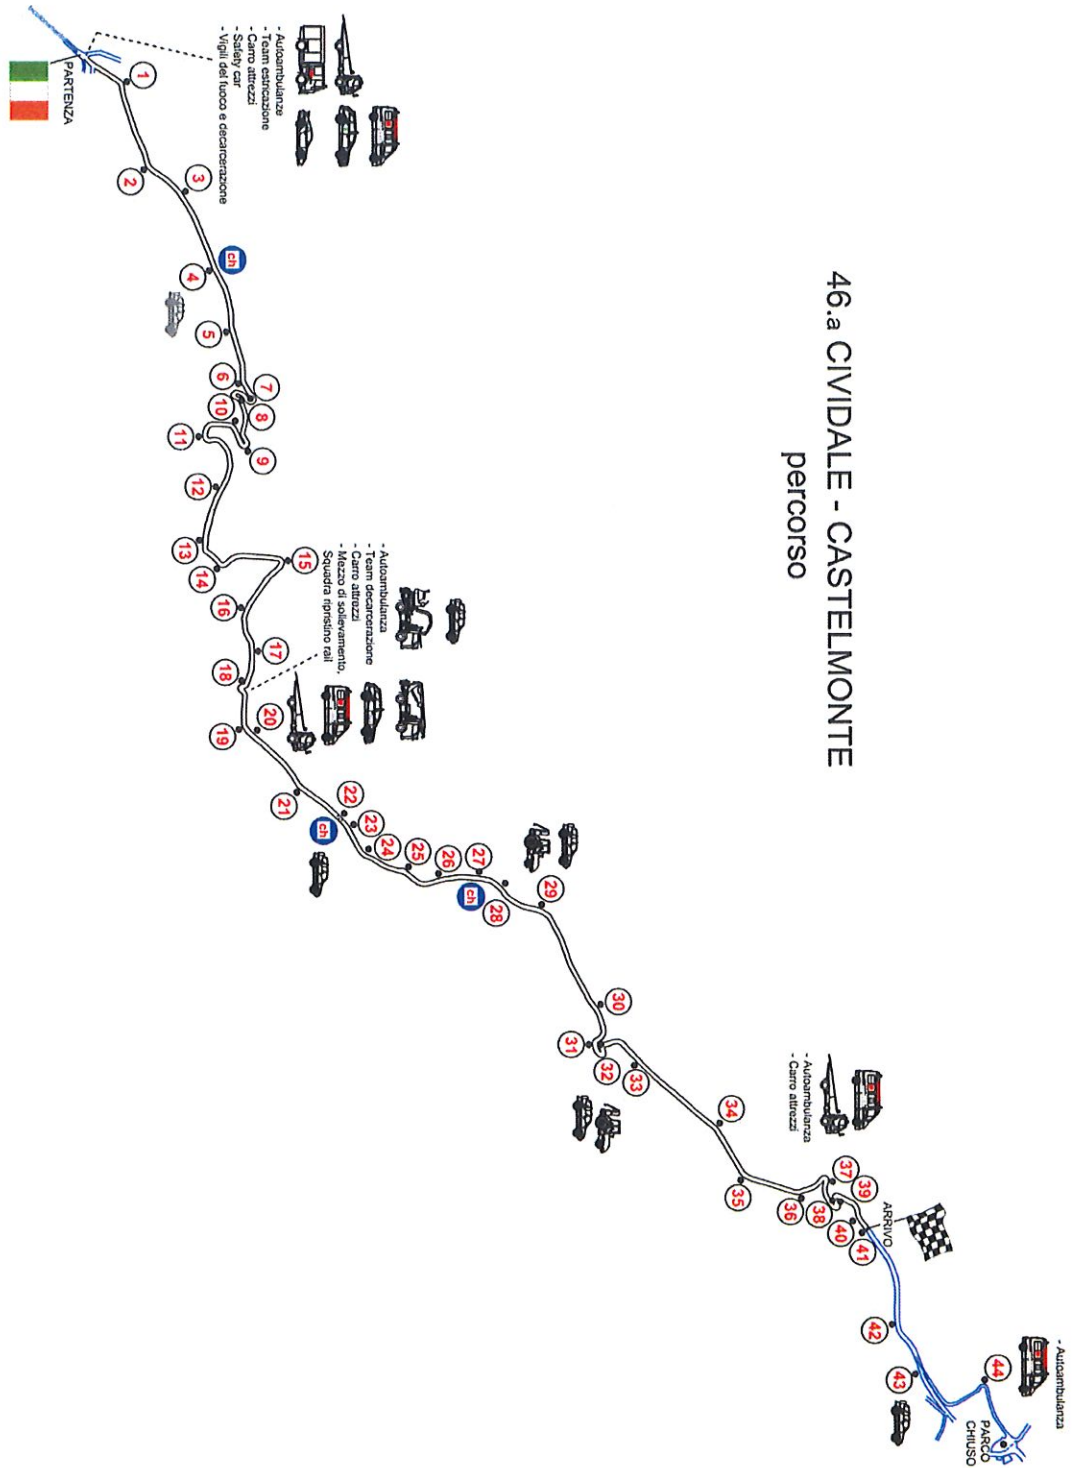 46.a CIVIDALE - CASTELMONTE
percorso
- Autoambulanze
- Team estricazione
- Carro attrezzi
- Safety car
- Vigili del fuoco e decarcerazione
PARTENZA
1
2
3
ch
4
5
6
7
8
10
9
11
12
13
14
15
16
- Autoambulanza
- Team decarcerazione
- Carro attrezzi
- Mezzo di sollevamento,
Squadra ripristino rail
17
18
19
20
21
22
ch
23
24
25
26
27
ch
28
29
30
31
32
33
34
35
- Autoambulanza
- Carro attrezzi
36
37
38
39
40
41
ARRIVO
42
43
44
- Autoambulanza
PARCO
CHIUSO